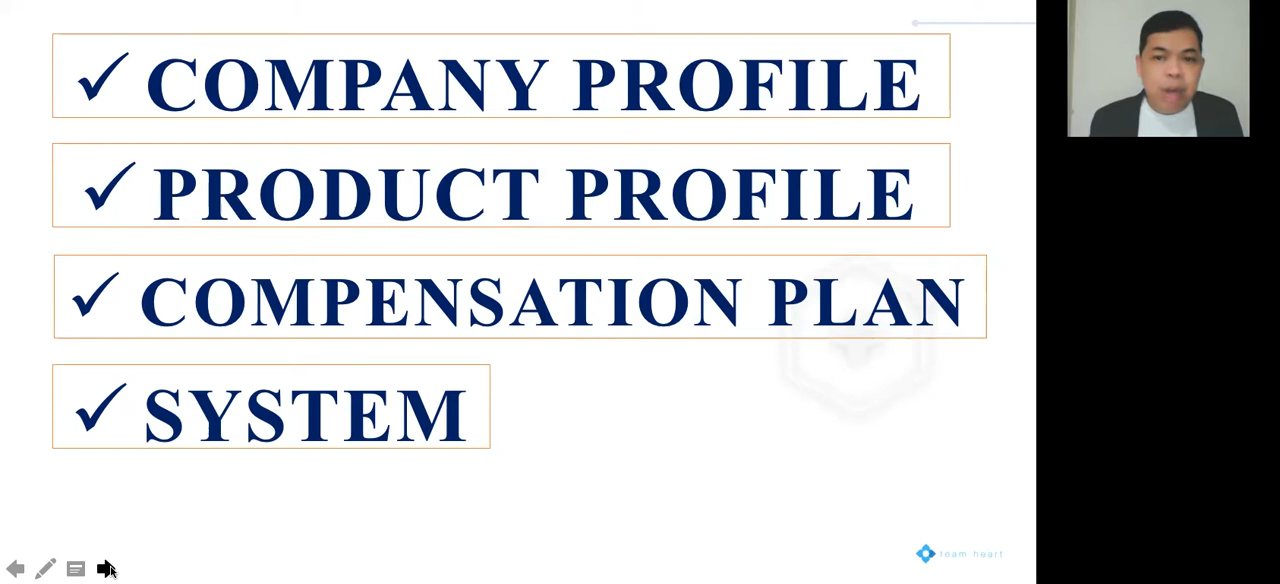 ✓ COMPANY PROFILE
✓ PRODUCT PROFILE
✓ COMPENSATION PLAN
✓ SYSTEM
team heart